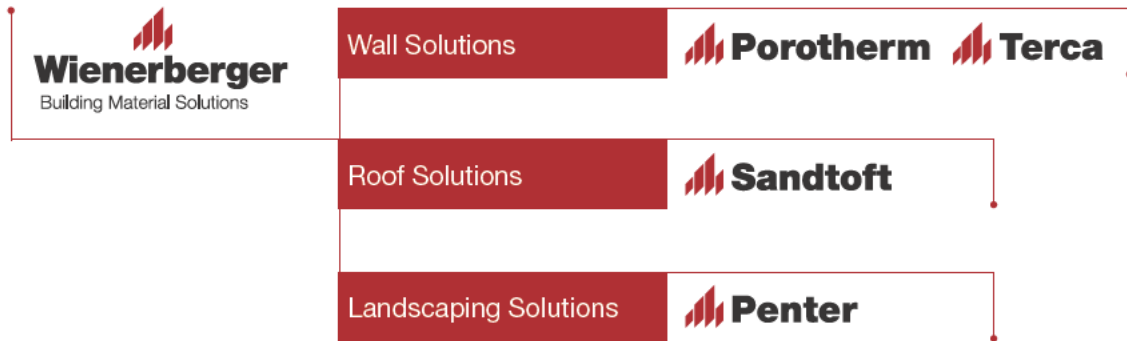 Wienerberger
Building Material Solutions
Wall Solutions
Porotherm
Terca
Roof Solutions
Sandtoft
Landscaping Solutions
Penter